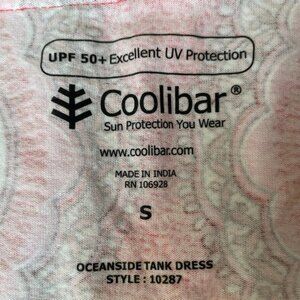 UPF 50+ Excellent UV Protection
Coolibar®
Sun Protection You Wear
www.coolibar.com
MADE IN INDIA
RN 106928
S
OCEANSIDE TANK DRESS
STYLE : 10287